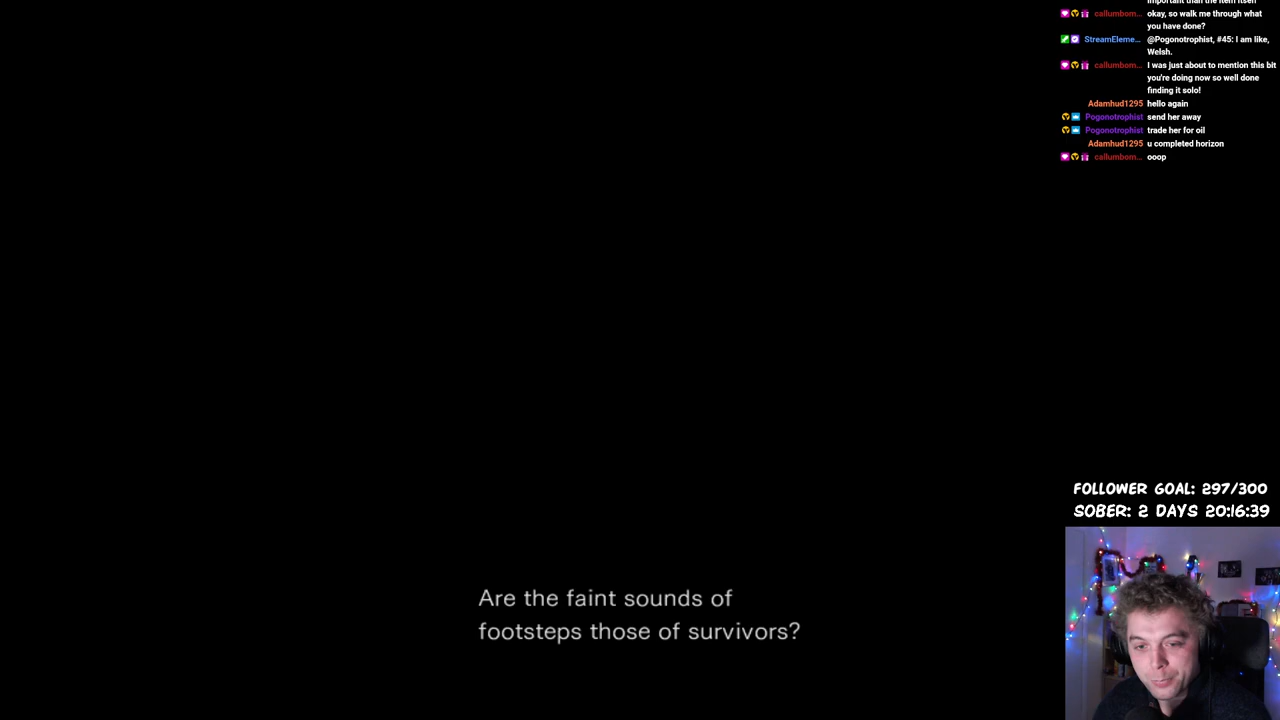 important than the item itself
callumbom... okay, so walk me through what
you have done?
StreamEleme... @Pogonotrophist, #45: I am like,
Welsh.
callumbom... I was just about to mention this bit
you're doing now so well done
finding it solo!
Adamhud1295 hello again
Pogonotrophist send her away
Pogonotrophist trade her for oil
Adamhud1295 u completed horizon
callumbom... ooop
FOLLOWER GOAL: 297/300
SOBER: 2 DAYS 20:16:39
Are the faint sounds of
footsteps those of survivors?